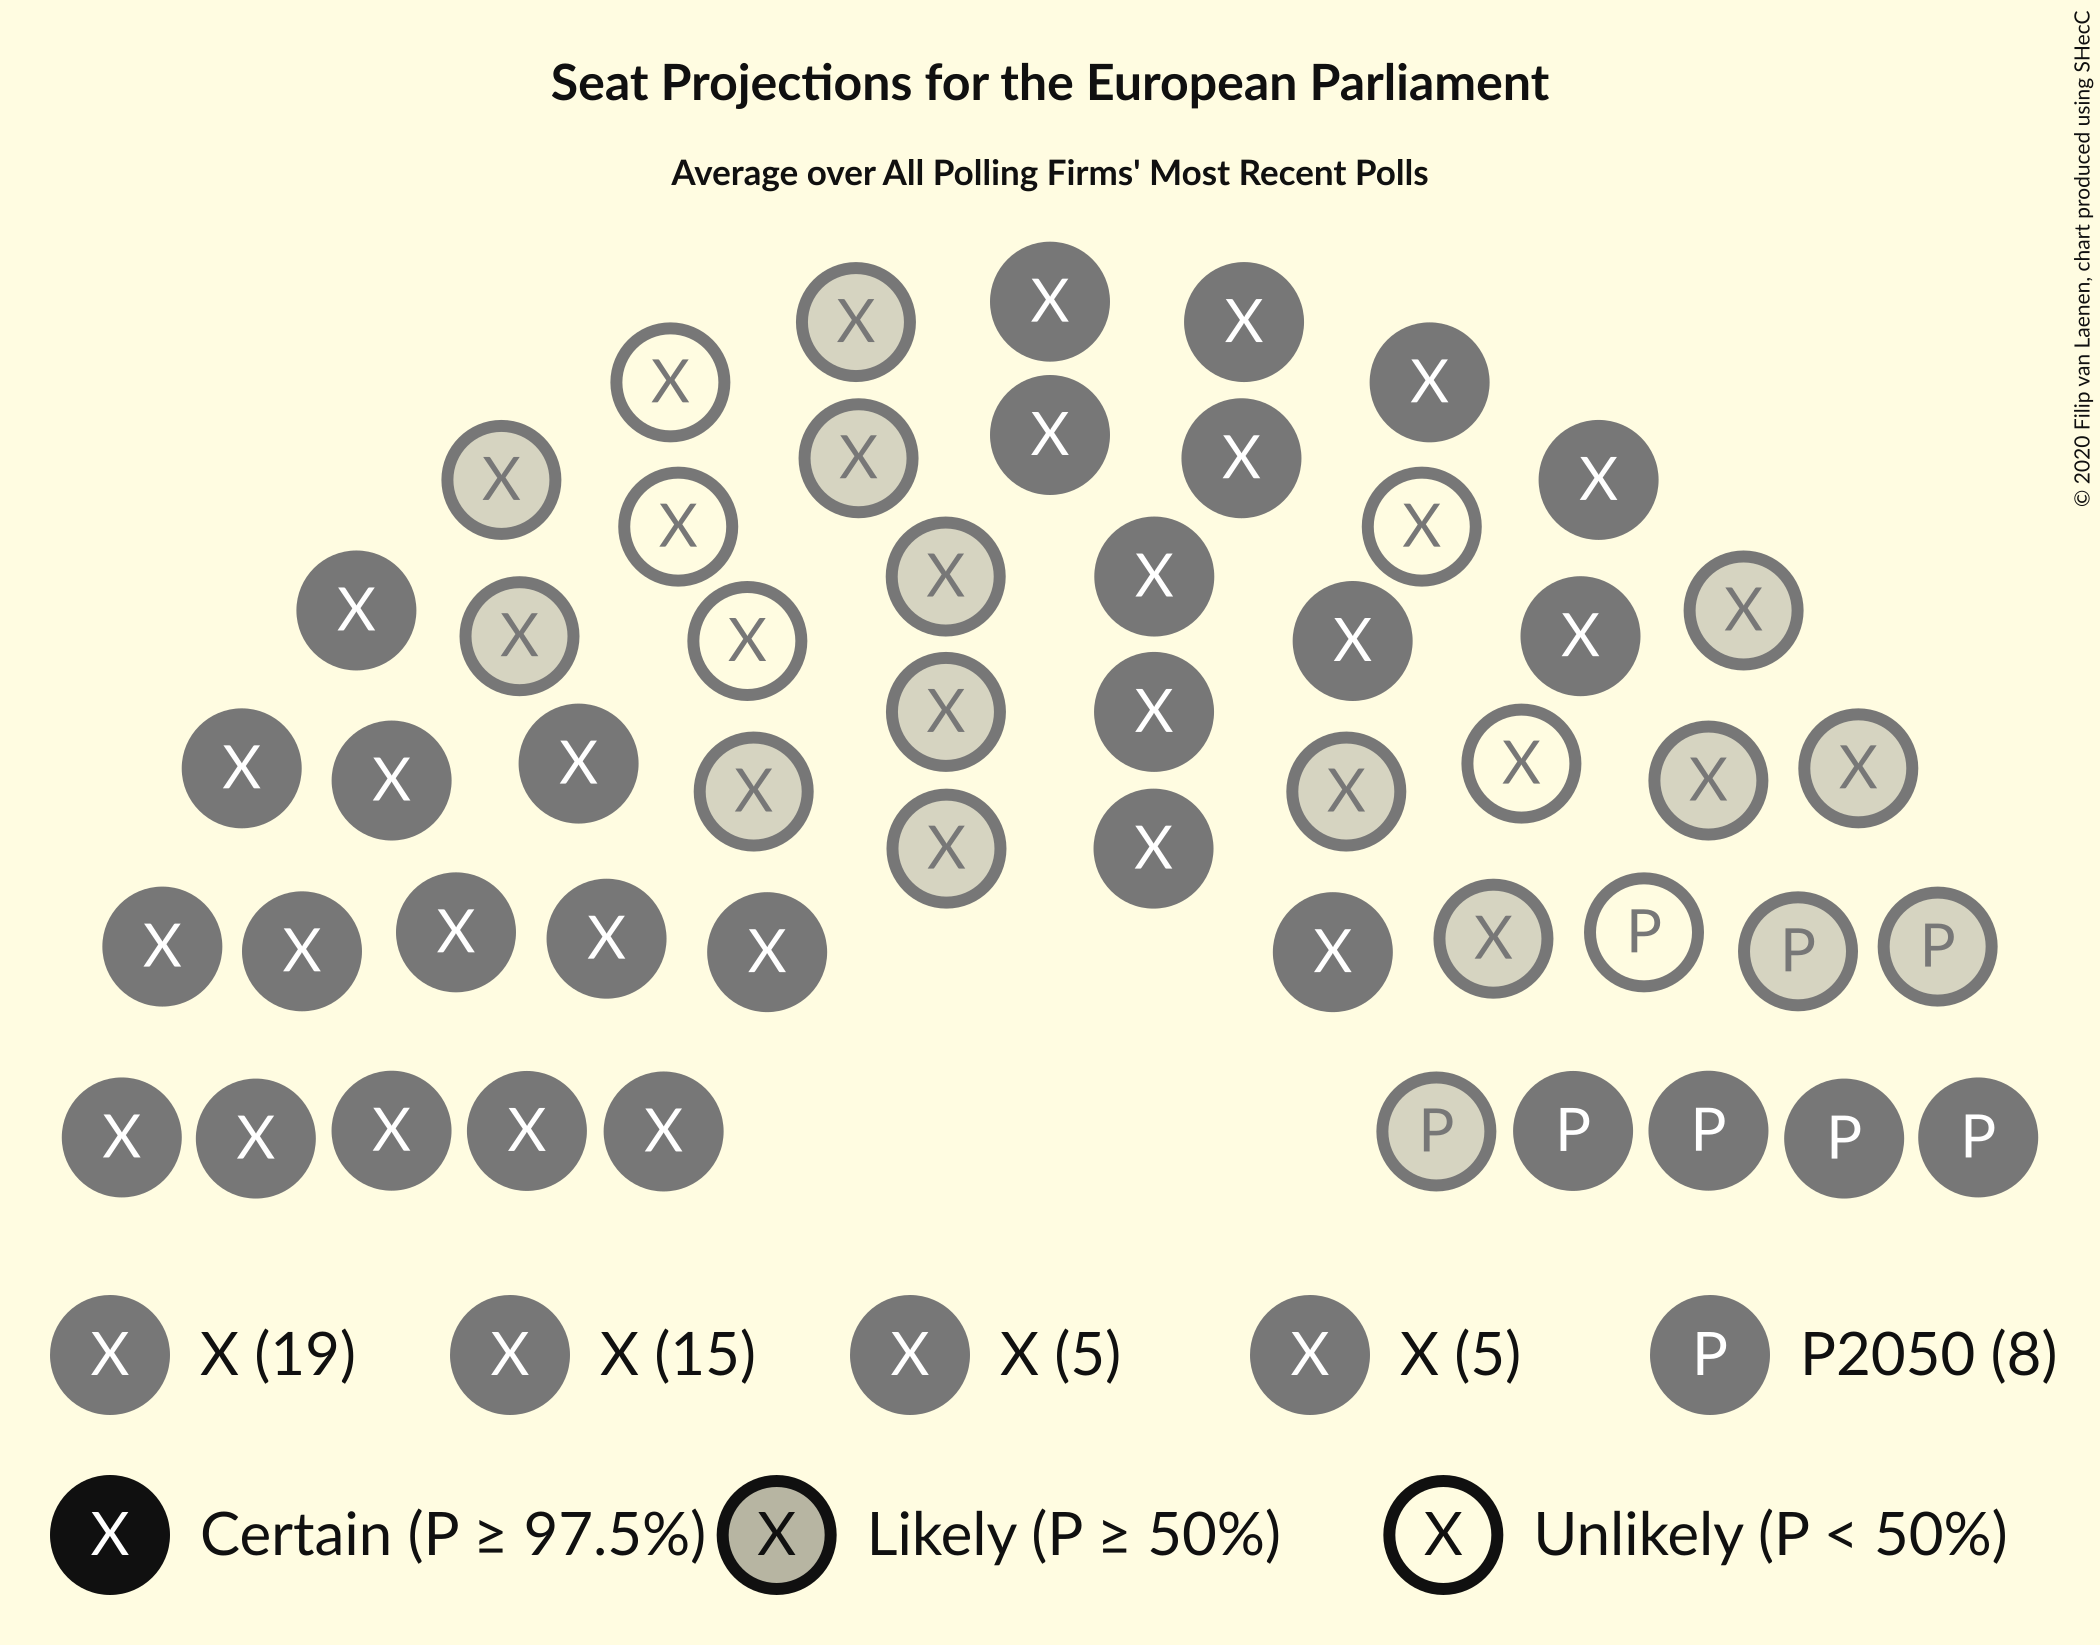 Seat Projections for the European Parliament
Average over All Polling Firms' Most Recent Polls
© 2020 Filip van Laenen, chart produced using SHecC
X
X X
X X
X
X X
X X
X X X
X X
X X
X X
X X
X X
X X
X X X X
X X
X X X X X X P P P
X X
X X
X X X X X P P P P P
X X (19) X X (15) X X (5) X X (5) P P2050 (8)
X Certain (P ≥ 97.5%) X Likely (P ≥ 50%) X Unlikely (P < 50%)